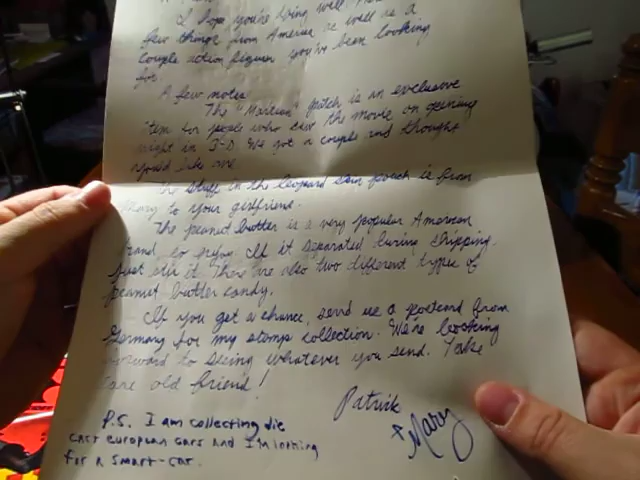 I hope you're being well. 
few things from America as well as a
couple action figures you've been looking
for.
A few notes!
The "Martian" patch is an exclusive
item for people who saw the movie on opening
night in 3-D. We got a couple and thought
would like one.
The stuff in the leopard skin pouch is from
Mary to your girlfriend.
The peanut butter is a very popular American
brand so If it separated during shipping.
Just stir it. There are also two different types of
peanut butter candy.
If you get a chance, send us a postcard from
Germany for my stamp collection. We're looking
forward to seeing whatever you send. Take
care old friend!
Patrick
+ Mary
P.S. I am collecting die
cast European cars and I'm looking
for a smart-car.